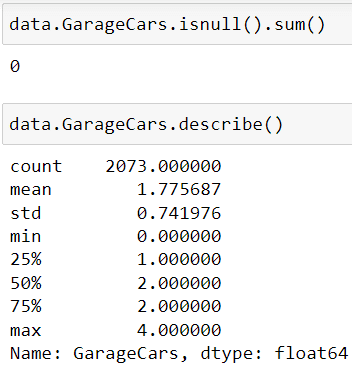 data.GarageCars.isnull().sum()
0
data.GarageCars.describe()
count    2073.000000
mean        1.775687
std         0.741976
min         0.000000
25%         1.000000
50%         2.000000
75%         2.000000
max         4.000000
Name: GarageCars, dtype: float64